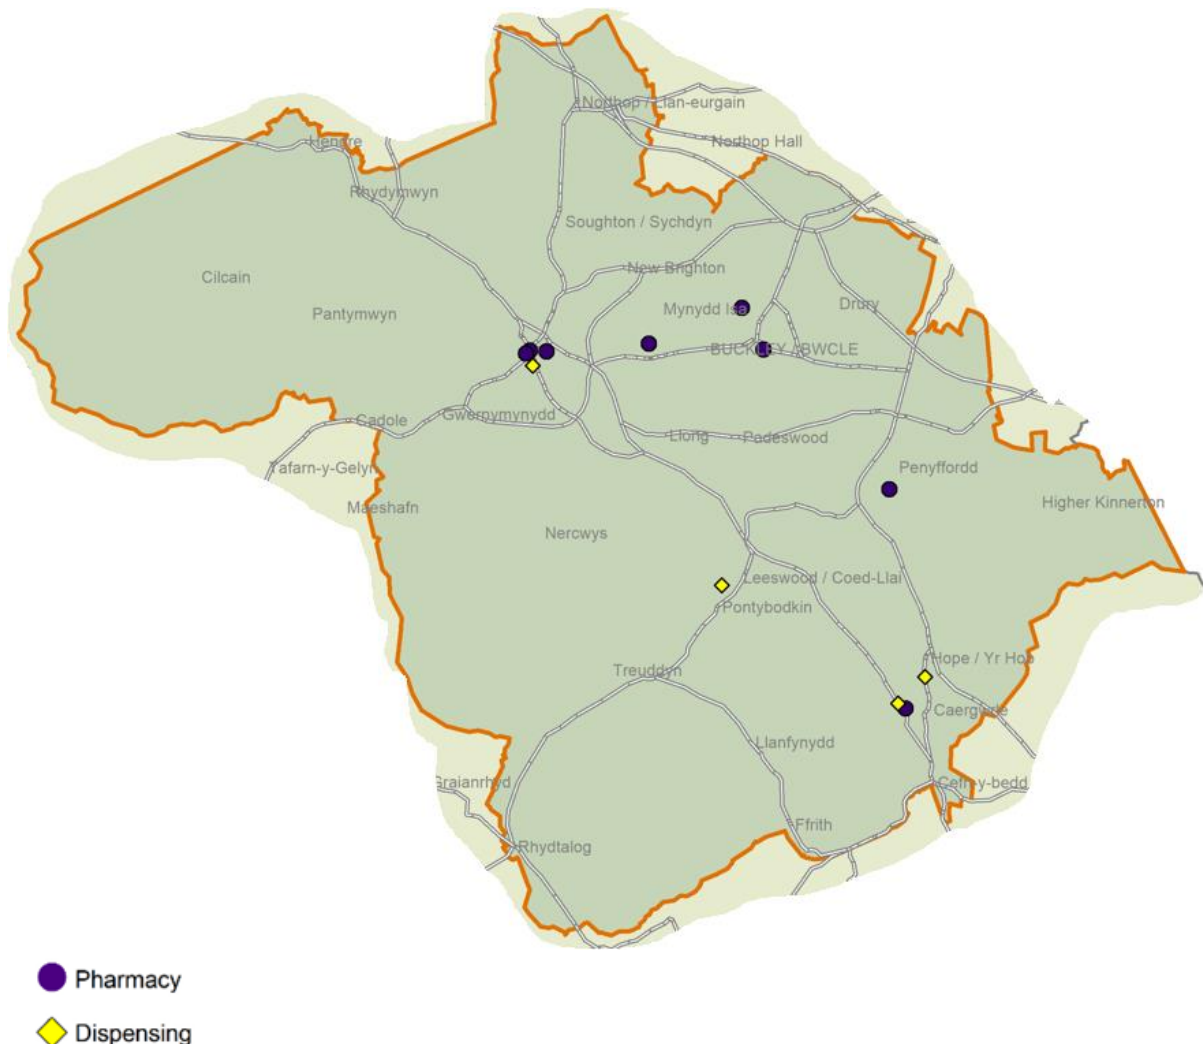 Northop / Llan-eurgain
Northop Hall
Hengre
Rhydymwyn
Soughton / Sychdyn
New Brighton
Cilcain
Mynydd Isa
Drury
Pantymwyn
BUCKLEY / BWCLE
Gwernymynydd
Cadole
Llong
Padeswood
Tafarn-y-Gelyn
Penyffordd
Maeshafn
Higher Kinnerton
Nercwys
Leeswood / Coed-Llai
Pontybodkin
Hope / Yr Hob
Treuddyn
Caergwrle
Llanfynydd
Graianrhyd
Cefn-y-bedd
Ffrith
Rhydtalog
Pharmacy
Dispensing